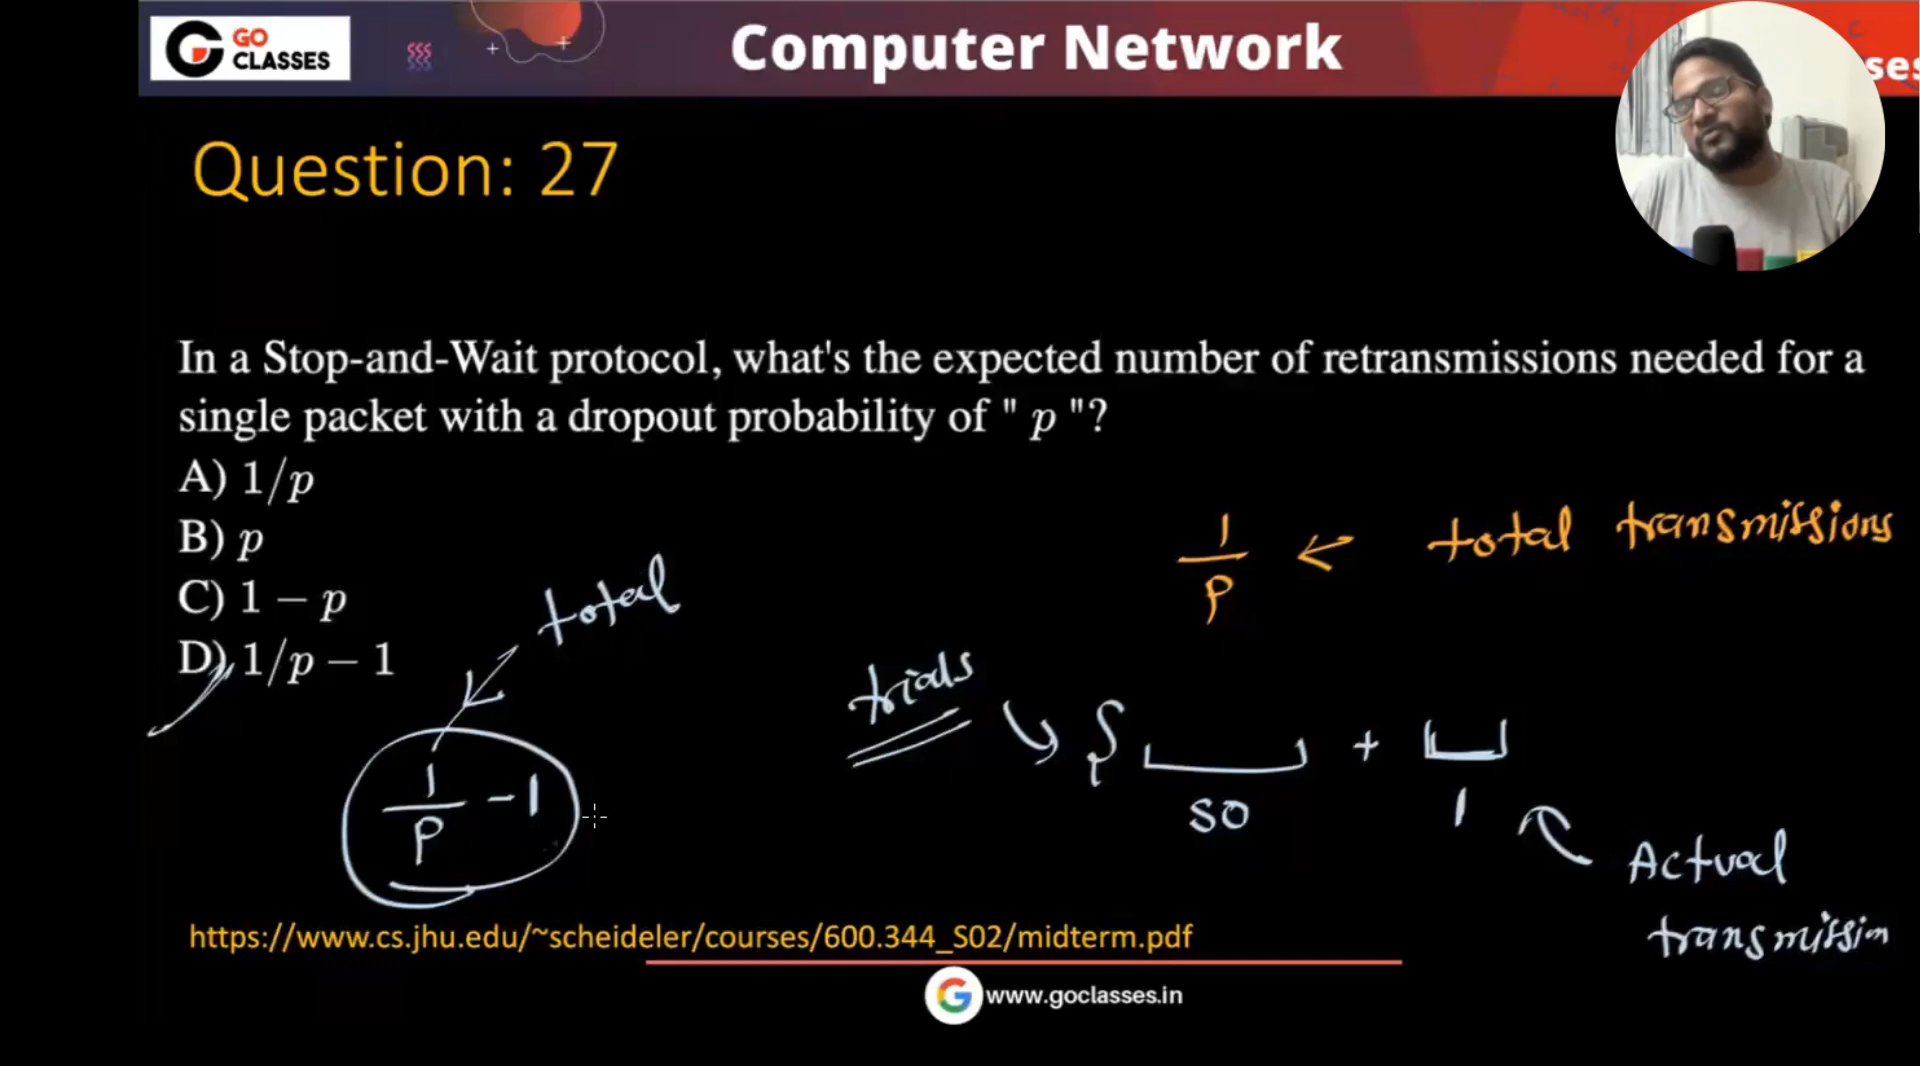 GO
CLASSES
Computer Network
ses
Question: 27
In a Stop-and-Wait protocol, what's the expected number of retransmissions needed for a
single packet with a dropout probability of " p "?
A) 1/p
B) p
C) 1 − p
D) 1/p − 1
total
1/p - 1
1/p ← total transmissions
trials
+
50
1
Actual
transmission
https://www.cs.jhu.edu/~scheideler/courses/600.344_S02/midterm.pdf
G www.goclasses.in